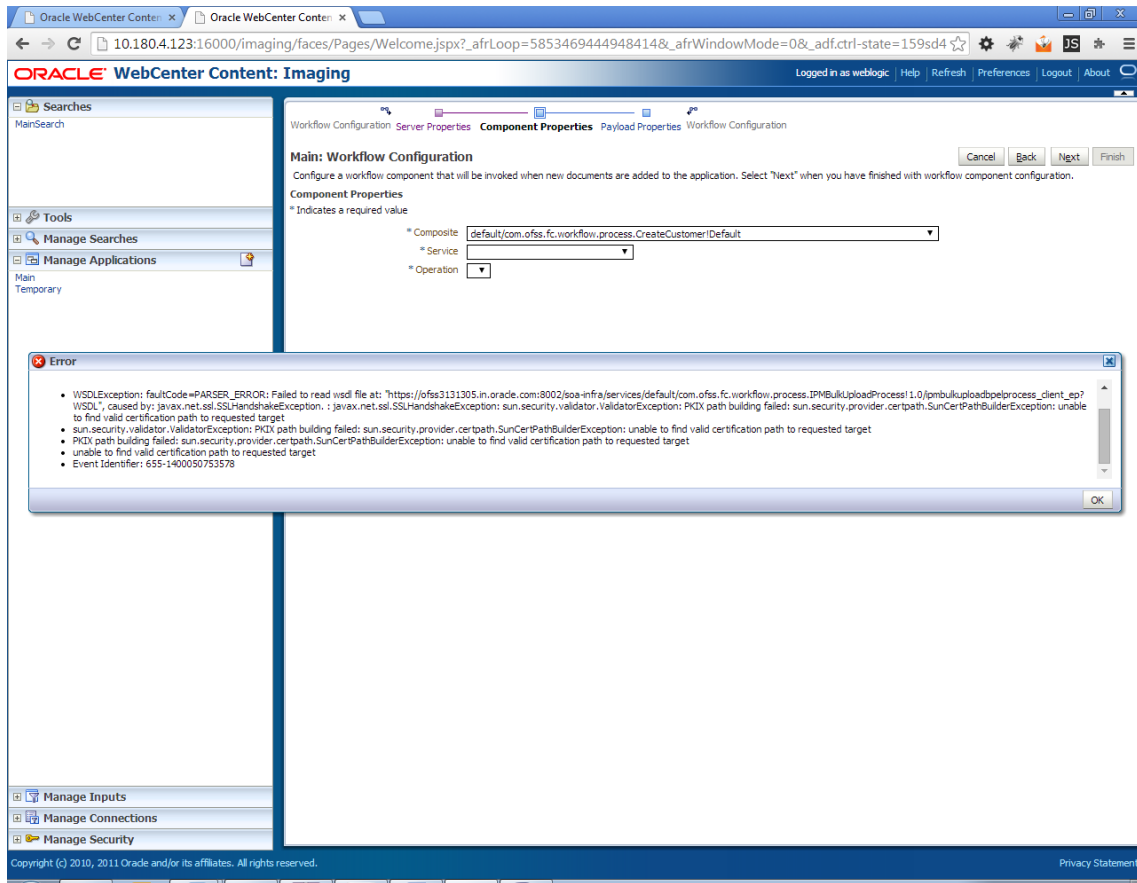 Oracle WebCenter Conten
Oracle WebCenter Conten
10.180.4.123:16000/imaging/faces/Pages/Welcome.jspx?_afrLoop=5853469444948414&_afrWindowMode=0&_adf.ctrl-state=159sd4
JS
ORACLE WebCenter Content: Imaging
Logged in as weblogic | Help | Refresh | Preferences | Logout | About
Searches
MainSearch
Tools
Manage Searches
Manage Applications
Main
Temporary
Workflow Configuration Server Properties Component Properties Payload Properties Workflow Configuration
Main: Workflow Configuration
Cancel Back Next Finish
Configure a workflow component that will be invoked when new documents are added to the application. Select "Next" when you have finished with workflow component configuration.
Component Properties
* Indicates a required value
* Composite default/com.ofss.fc.workflow.process.CreateCustomer!Default
* Service
* Operation
Error
• WSDLException: faultCode=PARSER_ERROR: Failed to read wsdl file at: "https://ofss3131305.in.oracle.com:8002/soa-infra/services/default/com.ofss.fc.workflow.process.IPMBulkUploadProcess!1.0/ipmbulkuploadbpelprocess_client_ep?
WSDL", caused by: javax.net.ssl.SSLHandshakeException. : javax.net.ssl.SSLHandshakeException: sun.security.validator.ValidatorException: PKIX path building failed: sun.security.provider.certpath.SunCertPathBuilderException: unable
to find valid certification path to requested target
• sun.security.validator.ValidatorException: PKIX path building failed: sun.security.provider.certpath.SunCertPathBuilderException: unable to find valid certification path to requested target
• PKIX path building failed: sun.security.provider.certpath.SunCertPathBuilderException: unable to find valid certification path to requested target
• unable to find valid certification path to requested target
• Event Identifier: 655-1400050753578
OK
Manage Inputs
Manage Connections
Manage Security
Copyright (c) 2010, 2011 Oracle and/or its affiliates. All rights reserved.
Privacy Statement